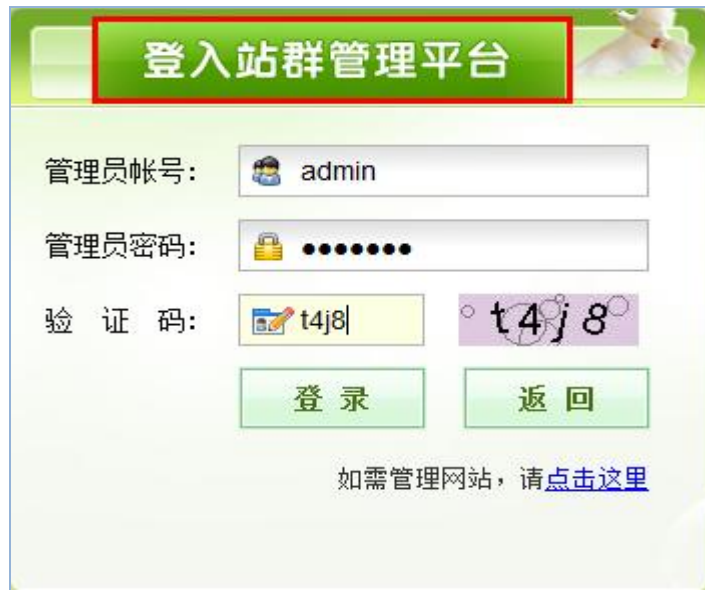 登入站群管理平台
管理员帐号： admin
管理员密码： ●●●●●●●
验 证 码： t4j8 t4j8
登 录 返 回
如需管理网站，请点击这里